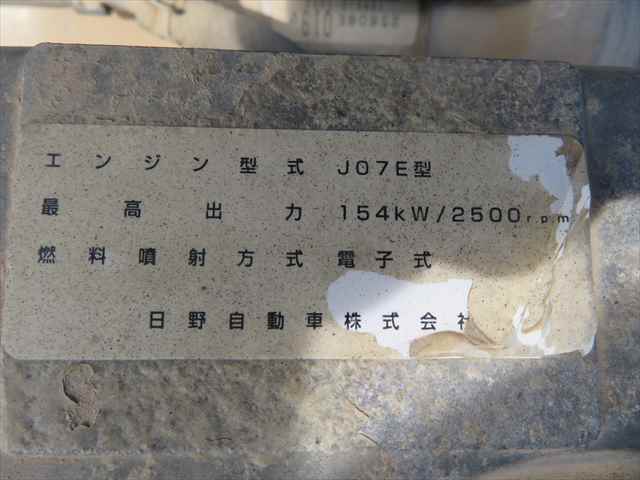 エンジン型式 J07E型
最高出力 154kW/2500r.p.m
燃料噴射方式 電子式
日野自動車株式会社